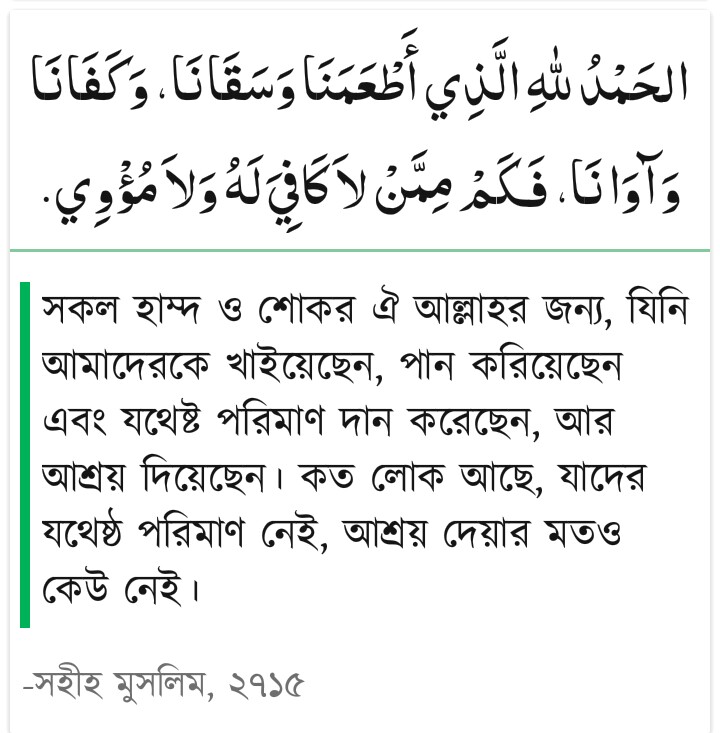 الحَمْدُ للهِ الَّذِي أَطْعَمَنَا وَسَقَانَا، وَكَفَانَا
وَآوَانَا، فَكَمْ مِمَّنْ لاَ كَافِيَ لَهُ وَلاَ مُؤْوِي.
সকল হাম্দ ও শোকর ঐ আল্লাহর জন্য, যিনি
আমাদেরকে খাইয়েছেন, পান করিয়েছেন
এবং যথেষ্ট পরিমাণ দান করেছেন, আর
আশ্রয় দিয়েছেন। কত লোক আছে, যাদের
যথেষ্ঠ পরিমাণ নেই, আশ্রয় দেয়ার মতও
কেউ নেই।
-সহীহ মুসলিম, ২৭১৫